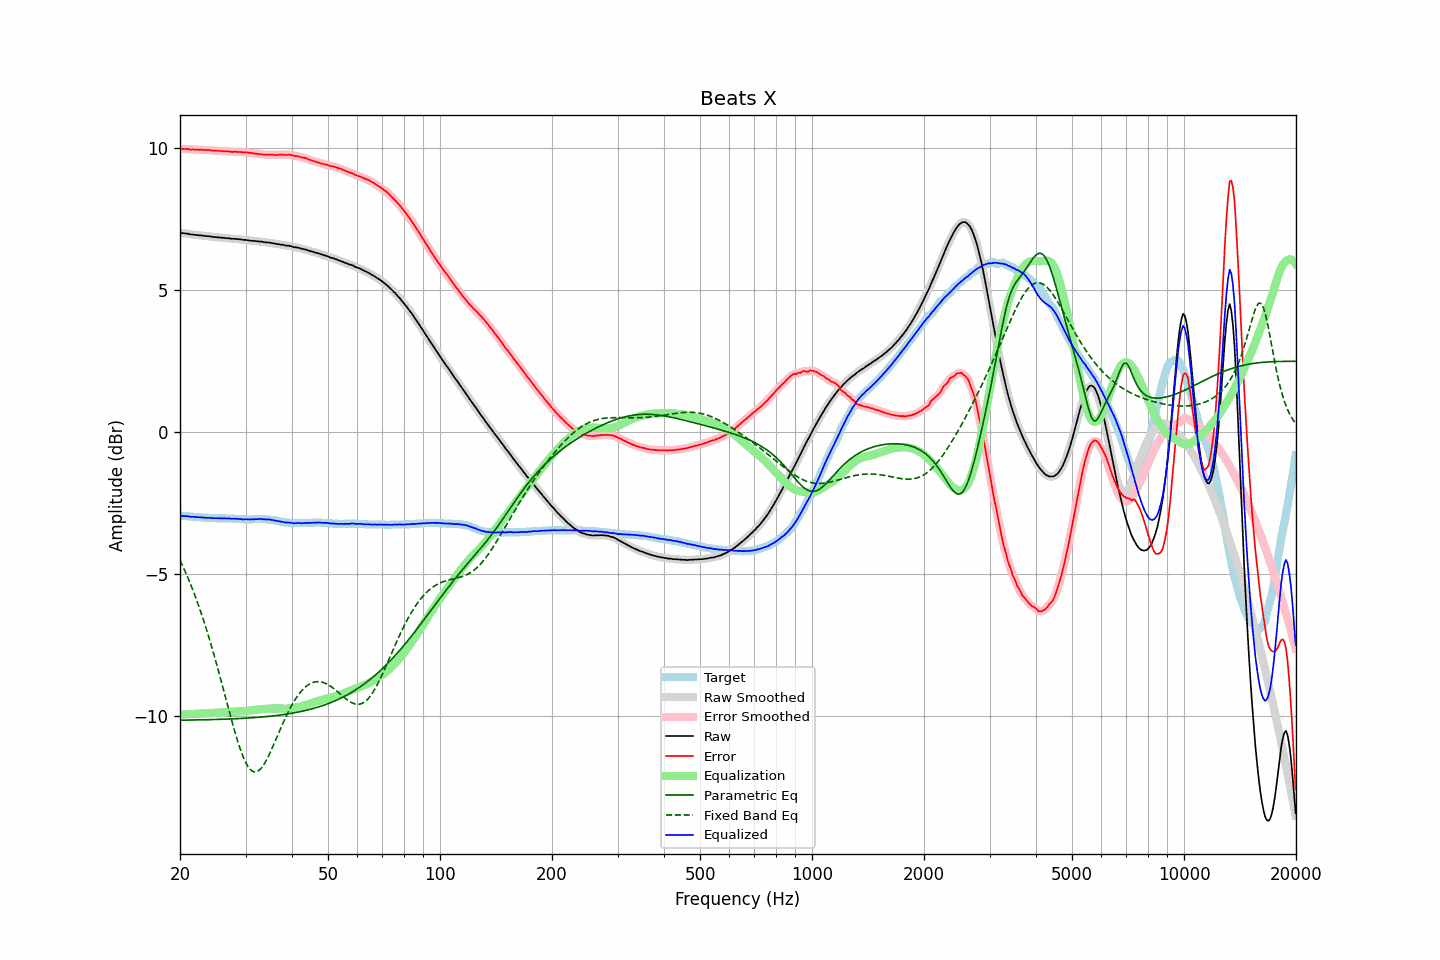 Beats X
10
5
0
−5
−10
Amplitude (dBr)
20
50
100
200
500
1000
2000
5000
10000
20000
Frequency (Hz)
Target
Raw Smoothed
Error Smoothed
Raw
Error
Equalization
Parametric Eq
Fixed Band Eq
Equalized